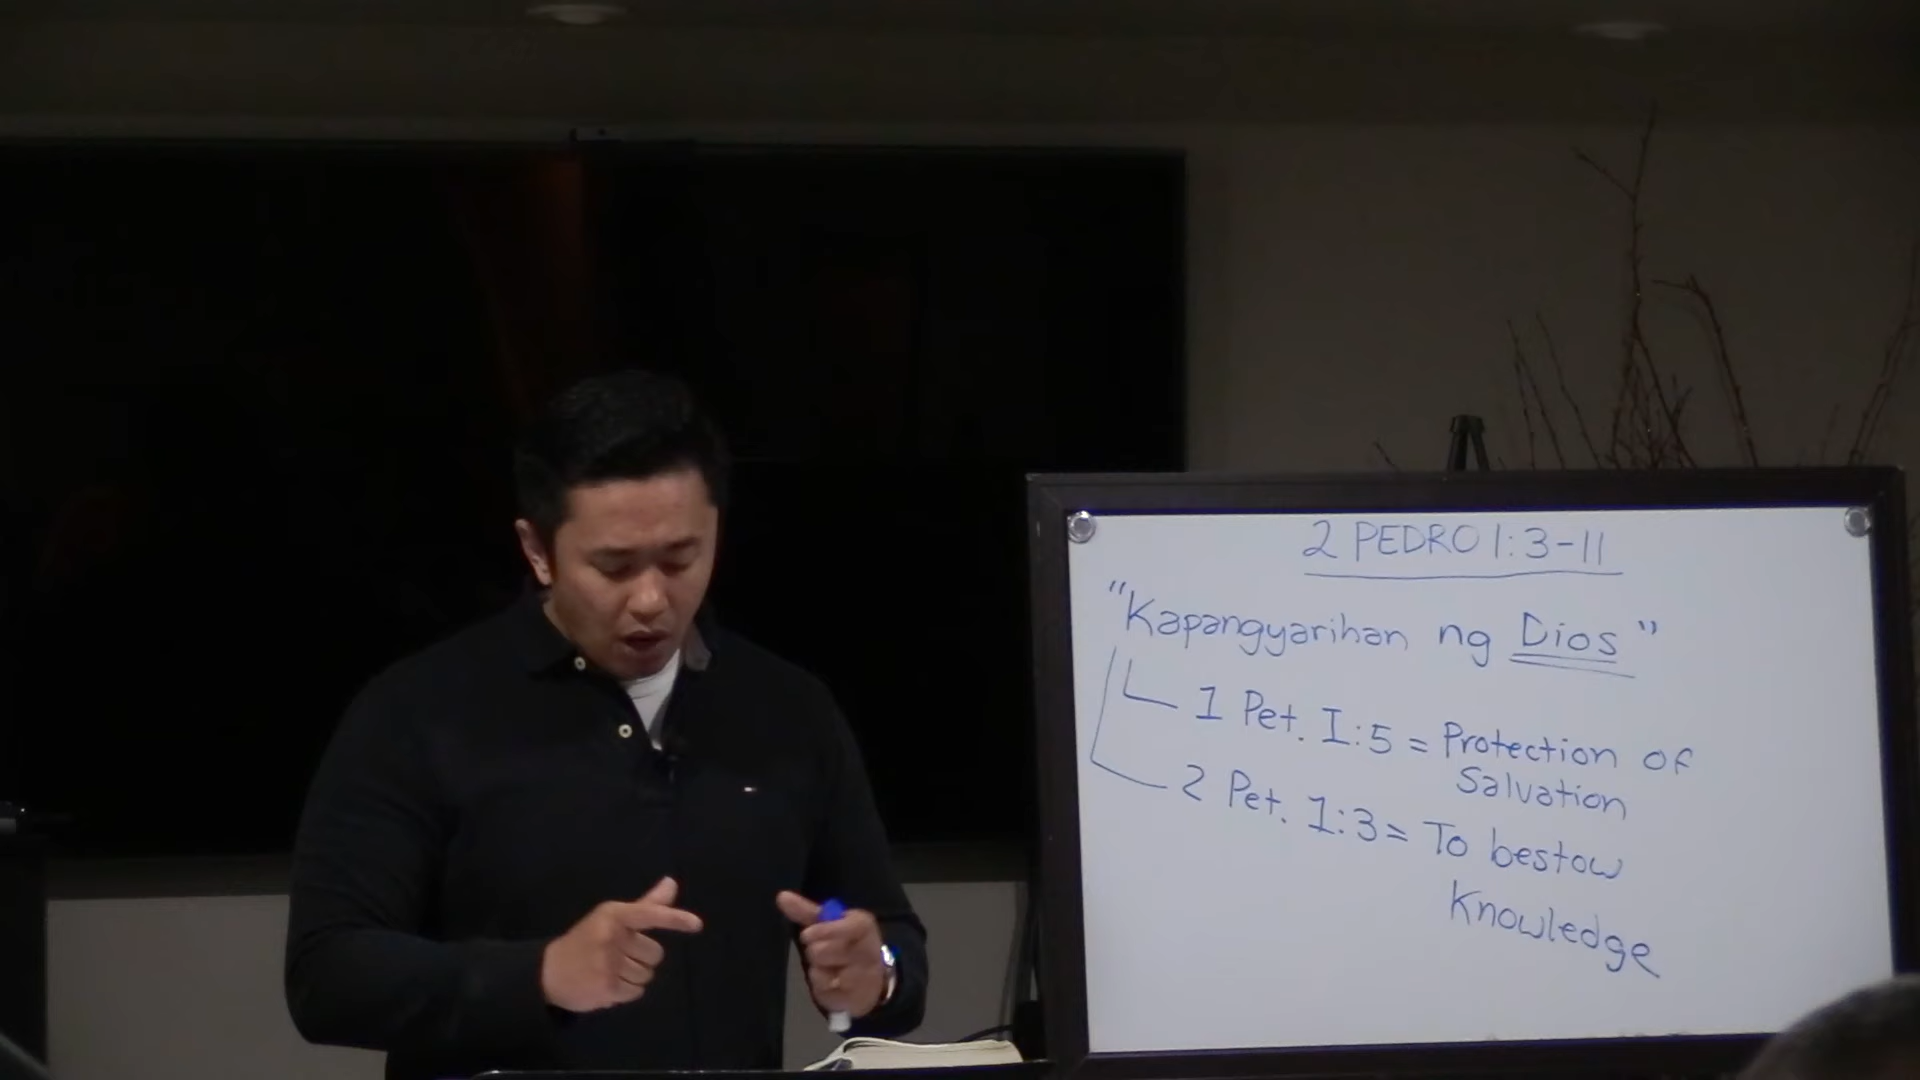 2 PEDRO 1:3-11
"Kapangyarihan ng Dios"
1 Pet. I:5 = Protection of
Salvation
2 Pet. 1:3 = To bestow
Knowledge